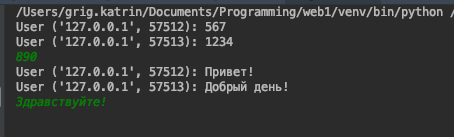 /Users/grig.katrin/Documents/Programming/web1/venv/bin/python /
User ('127.0.0.1', 57512): 567
User ('127.0.0.1', 57513): 1234
890
User ('127.0.0.1', 57512): Привет!
User ('127.0.0.1', 57513): Добрый день!
Здравствуйте!